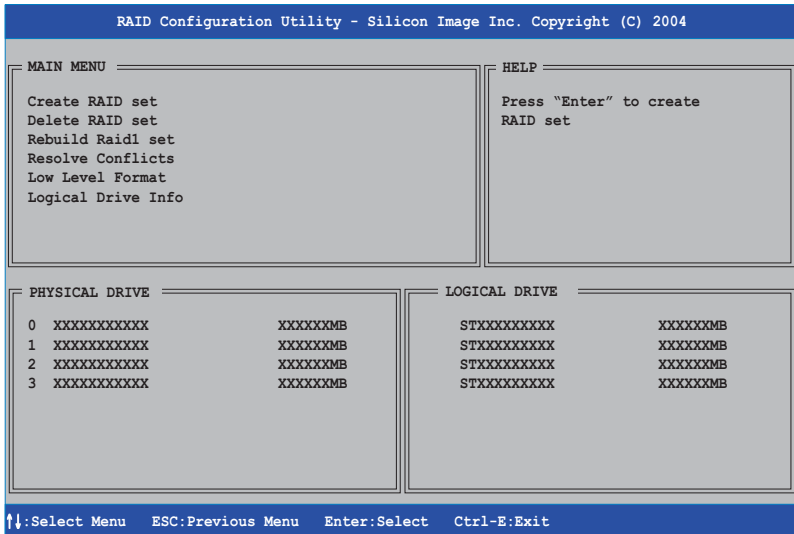 RAID Configuration Utility - Silicon Image Inc. Copyright (C) 2004
MAIN MENU
Create RAID set
Delete RAID set
Rebuild Raid1 set
Resolve Conflicts
Low Level Format
Logical Drive Info
HELP
Press “Enter” to create
RAID set
PHYSICAL DRIVE
0 XXXXXXXXXXX XXXXXXMB
1 XXXXXXXXXXX XXXXXXMB
2 XXXXXXXXXXX XXXXXXMB
3 XXXXXXXXXXX XXXXXXMB
LOGICAL DRIVE
STXXXXXXXXX XXXXXXMB
STXXXXXXXXX XXXXXXMB
STXXXXXXXXX XXXXXXMB
STXXXXXXXXX XXXXXXMB
↑↓:Select Menu ESC:Previous Menu Enter:Select Ctrl-E:Exit